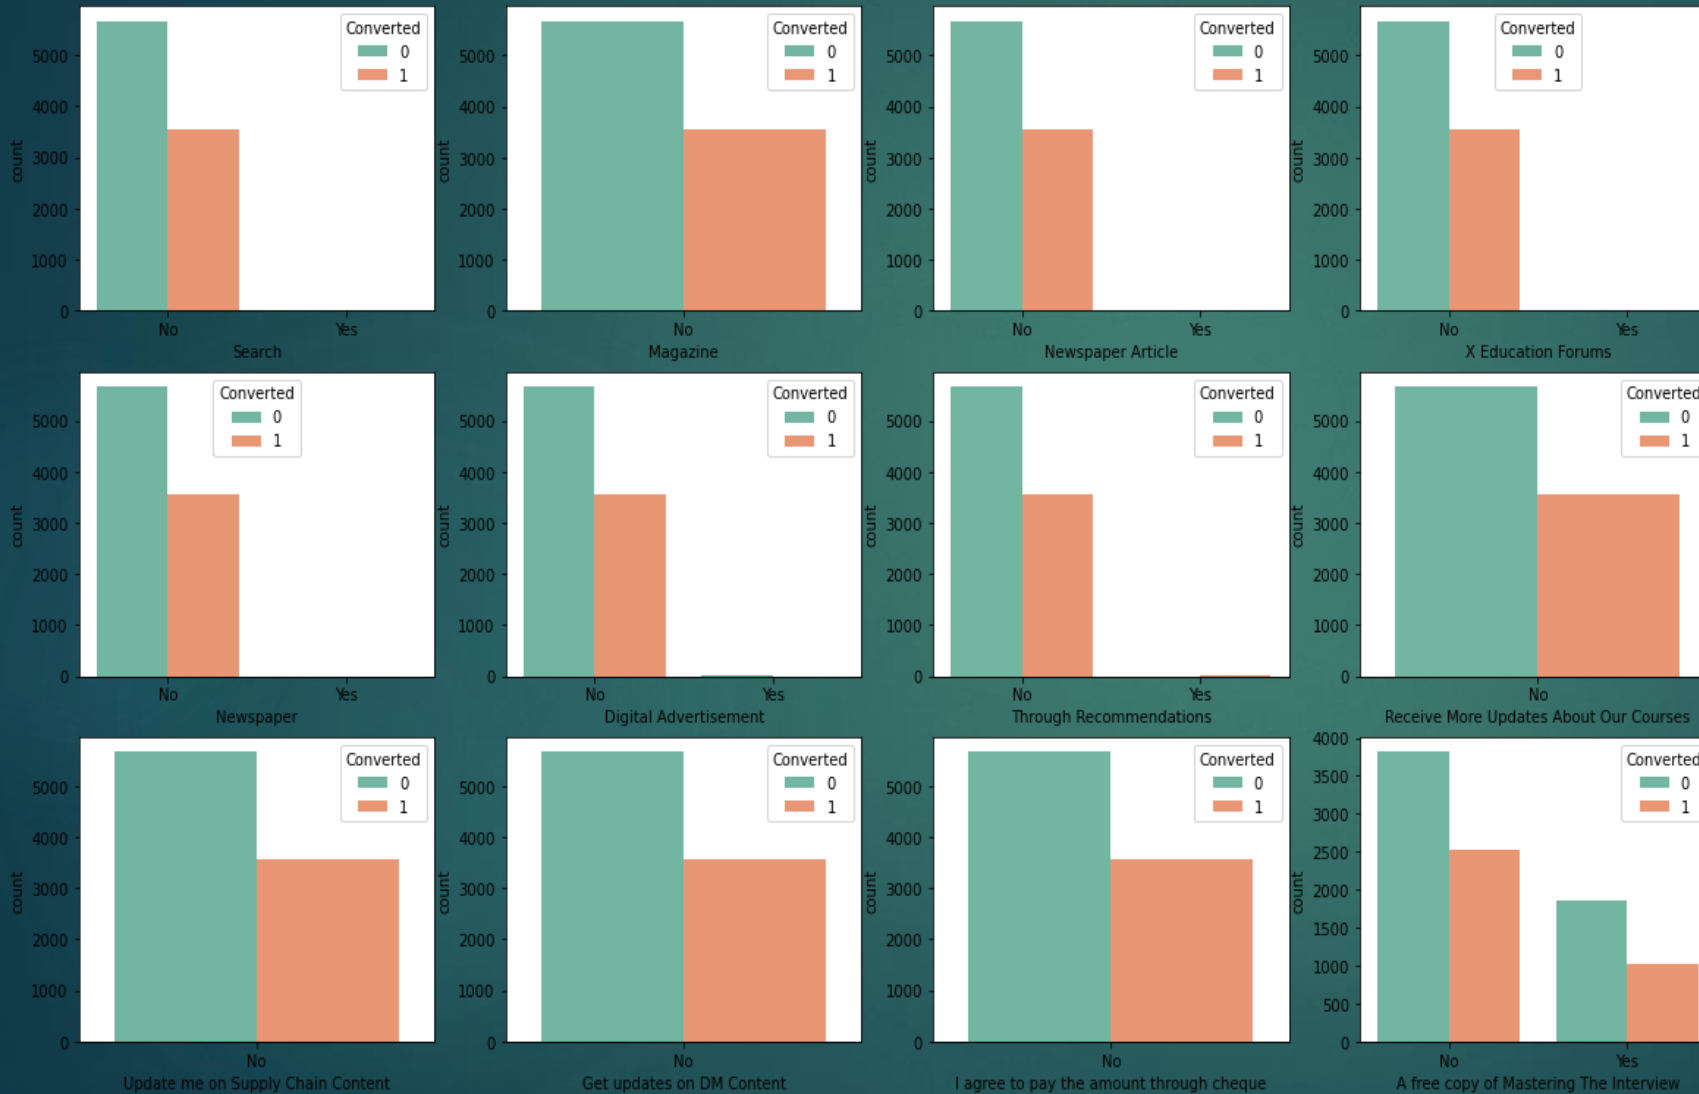 Converted
0
1
5000
4000
3000
2000
1000
0
count
No Yes
Search
Converted
0
1
5000
4000
3000
2000
1000
0
No
Magazine
Converted
0
1
5000
4000
3000
2000
1000
0
count
No Yes
Newspaper Article
Converted
0
1
5000
4000
3000
2000
1000
0
count
No Yes
X Education Forums
Converted
0
1
5000
4000
3000
2000
1000
0
count
No Yes
Newspaper
Converted
0
1
5000
4000
3000
2000
1000
0
count
No Yes
Digital Advertisement
Converted
0
1
5000
4000
3000
2000
1000
0
count
No Yes
Through Recommendations
Converted
0
1
5000
4000
3000
2000
1000
0
count
No
Receive More Updates About Our Courses
Converted
0
1
5000
4000
3000
2000
1000
0
count
No
Update me on Supply Chain Content
Converted
0
1
5000
4000
3000
2000
1000
0
count
No
Get updates on DM Content
Converted
0
1
5000
4000
3000
2000
1000
0
count
No
I agree to pay the amount through cheque
Converted
0
1
4000
3500
3000
2500
2000
1500
1000
500
0
count
No Yes
A free copy of Mastering The Interview